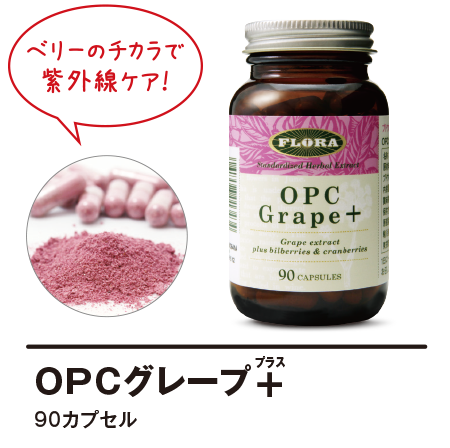 ベリーのチカラで
紫外線ケア!
FLORA
Standardized Herbal Extract
OPC
Grape+
Grape extract
plus bilberries & cranberries
90 CAPSULES
プラス
OPCグレープ+
90カプセル